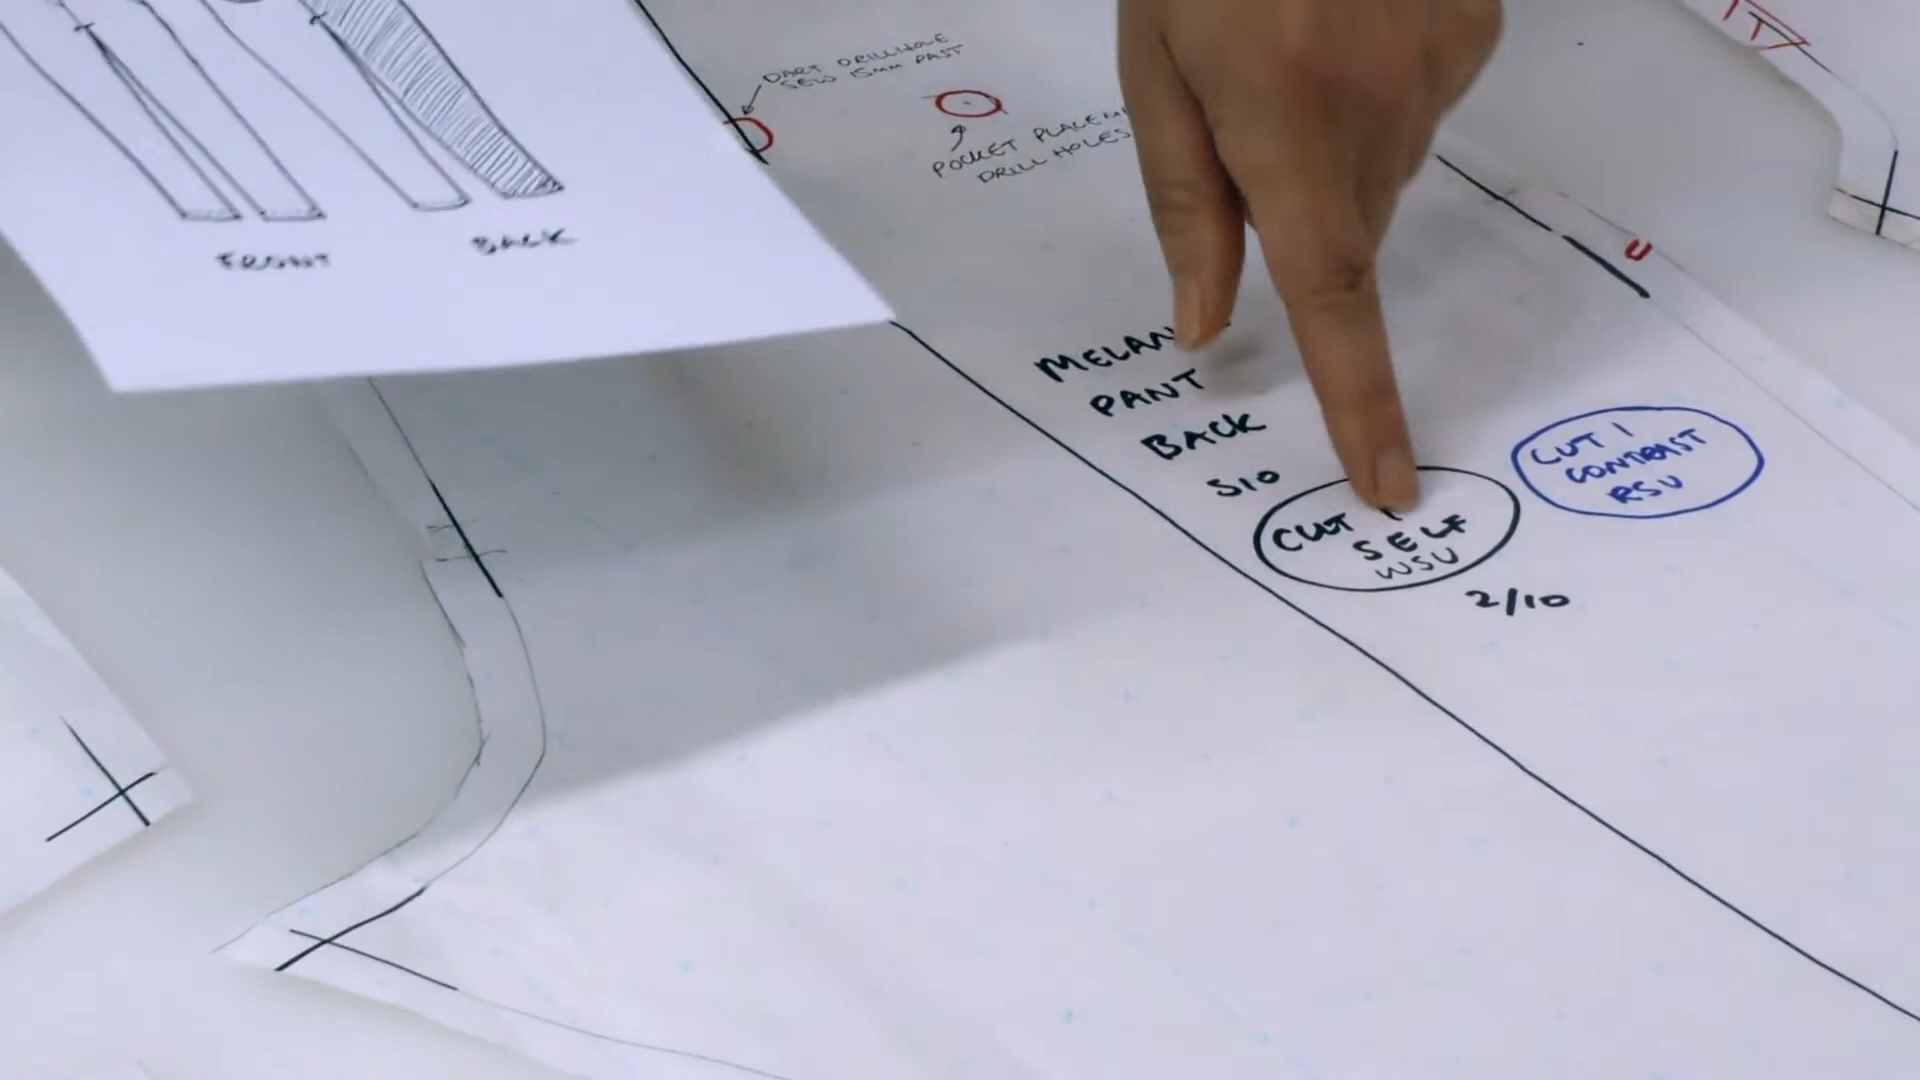 DART DRILLHOLE
SEW 15mm PAST
POCKET PLACEM
DRILL HOLES
FRONT
BACK
MELAN
PANT
BACK
S10
CUT 1
SELF
WSU
2/10
CUT 1
CONTRAST
RSU